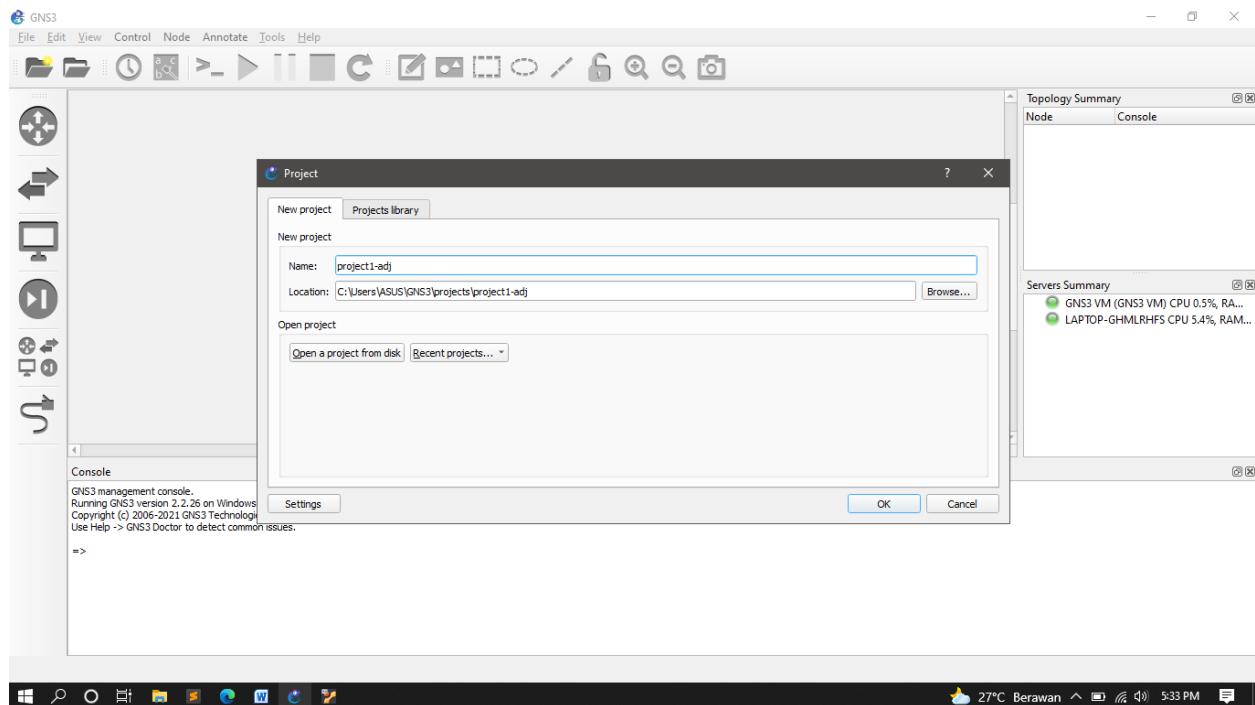 GNS3
File Edit View Control Node Annotate Tools Help
Topology Summary
Node Console
Project
New project Projects library
New project
Name: project1-adj
Location: C:\Users\ASUS\GNS3\projects\project1-adj Browse...
Open project
Open a project from disk Recent projects...
Settings OK Cancel
Servers Summary
GNS3 VM (GNS3 VM) CPU 0.5%, RA...
LAPTOP-GHMLRHFS CPU 5.4%, RAM...
Console
GNS3 management console.
Running GNS3 version 2.2.26 on Windows
Copyright (c) 2006-2021 GNS3 Technologi
Use Help -> GNS3 Doctor to detect common issues.
=>
27°C Berawan 5:33 PM